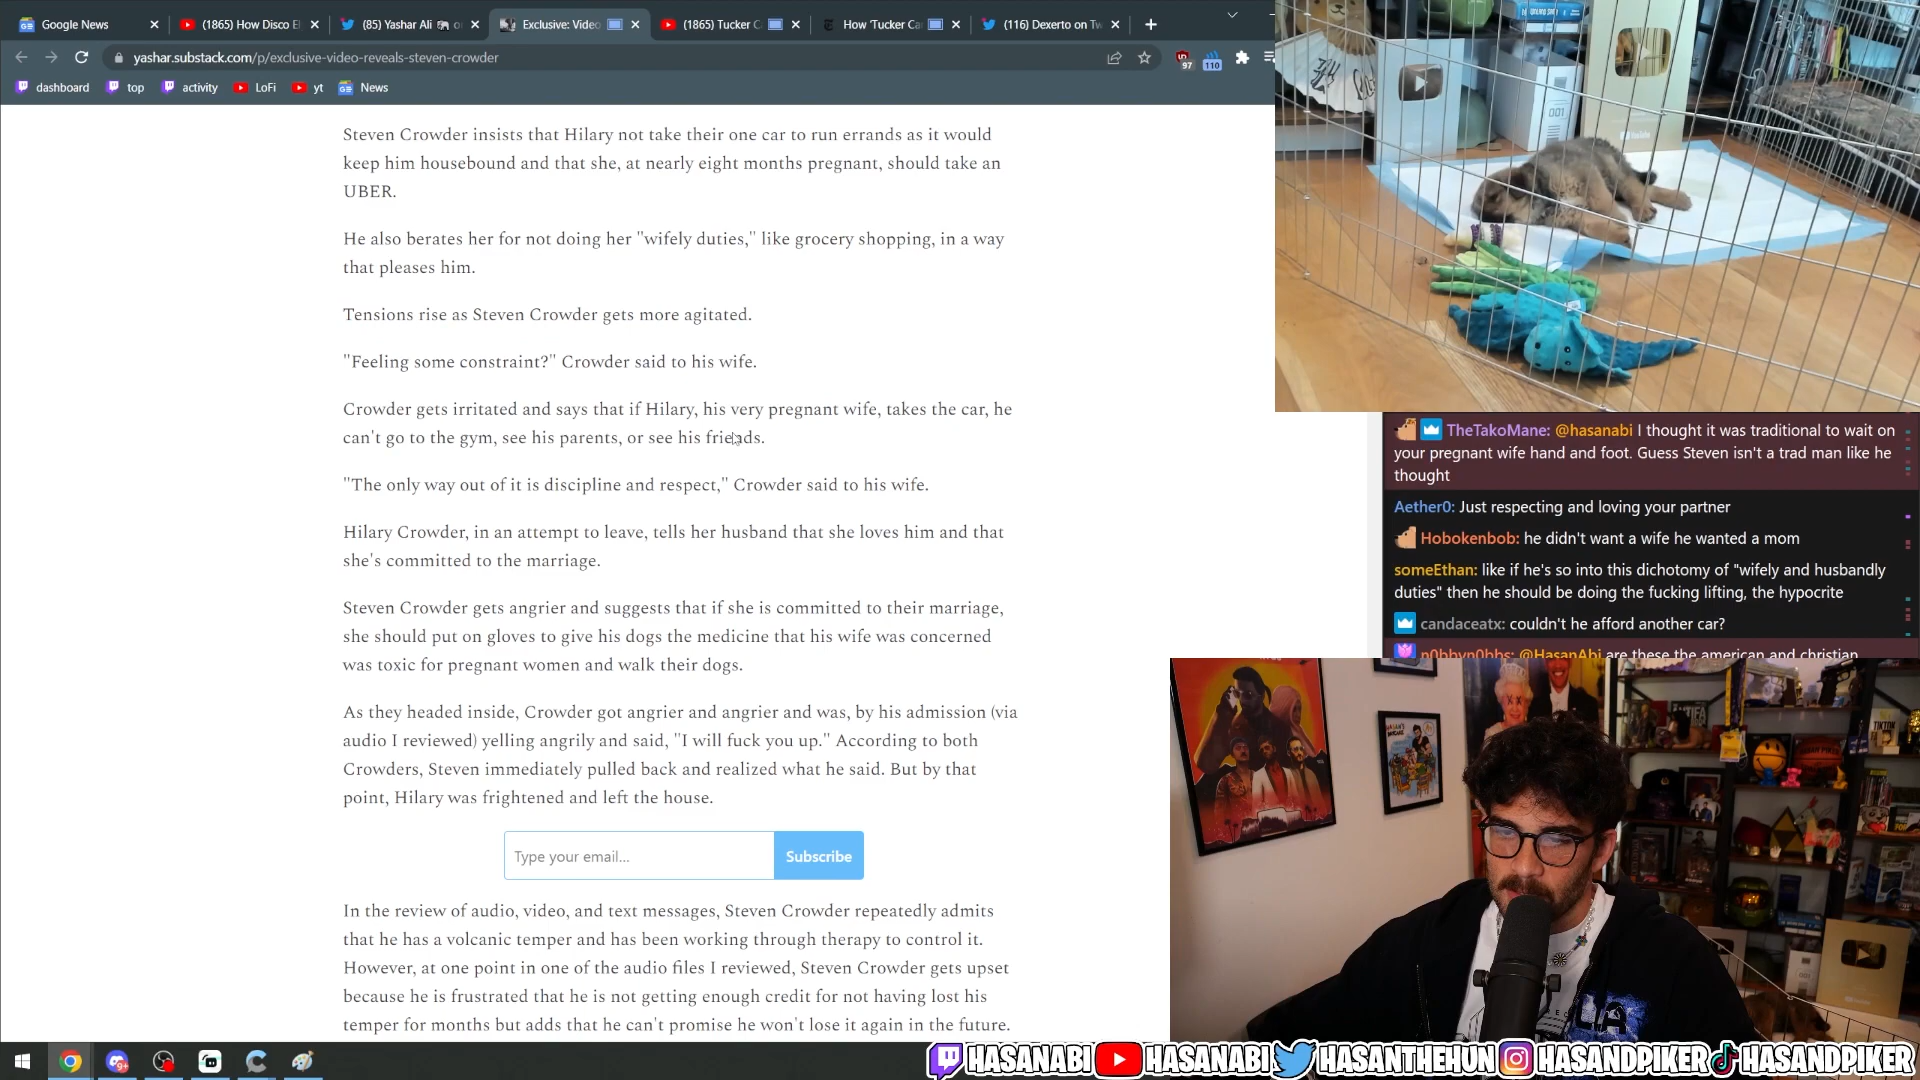 Google News
(1865) How Disco El
(85) Yashar Ali
Exclusive: Video
(1865) Tucker C
How 'Tucker Ca
(116) Dexerto on Tw
yashar.substack.com/p/exclusive-video-reveals-steven-crowder
97
110
dashboard
top
activity
LoFi
yt
News
Steven Crowder insists that Hilary not take their one car to run errands as it would
keep him housebound and that she, at nearly eight months pregnant, should take an
UBER.
He also berates her for not doing her "wifely duties," like grocery shopping, in a way
that pleases him.
Tensions rise as Steven Crowder gets more agitated.
"Feeling some constraint?" Crowder said to his wife.
Crowder gets irritated and says that if Hilary, his very pregnant wife, takes the car, he
can't go to the gym, see his parents, or see his friends.
"The only way out of it is discipline and respect," Crowder said to his wife.
Hilary Crowder, in an attempt to leave, tells her husband that she loves him and that
she's committed to the marriage.
Steven Crowder gets angrier and suggests that if she is committed to their marriage,
she should put on gloves to give his dogs the medicine that his wife was concerned
was toxic for pregnant women and walk their dogs.
As they headed inside, Crowder got angrier and angrier and was, by his admission (via
audio I reviewed) yelling angrily and said, "I will fuck you up." According to both
Crowders, Steven immediately pulled back and realized what he said. But by that
point, Hilary was frightened and left the house.
Type your email...
Subscribe
In the review of audio, video, and text messages, Steven Crowder repeatedly admits
that he has a volcanic temper and has been working through therapy to control it.
However, at one point in one of the audio files I reviewed, Steven Crowder gets upset
because he is frustrated that he is not getting enough credit for not having lost his
temper for months but adds that he can't promise he won't lose it again in the future.
TheTakoMane: @hasanabi I thought it was traditional to wait on
your pregnant wife hand and foot. Guess Steven isn't a trad man like he
thought
Aether0: Just respecting and loving your partner
Hobokenbob: he didn't want a wife he wanted a mom
someEthan: like if he's so into this dichotomy of "wifely and husbandly
duties" then he should be doing the fucking lifting, the hypocrite
candaceatx: couldn't he afford another car?
n0bbyn0bbs: @HasanAbi are these the american and christian
001
TIKTOK
HASANABI
HASANABI
HASANTHEHUN
HASANDPIKER
HASANDPIKER